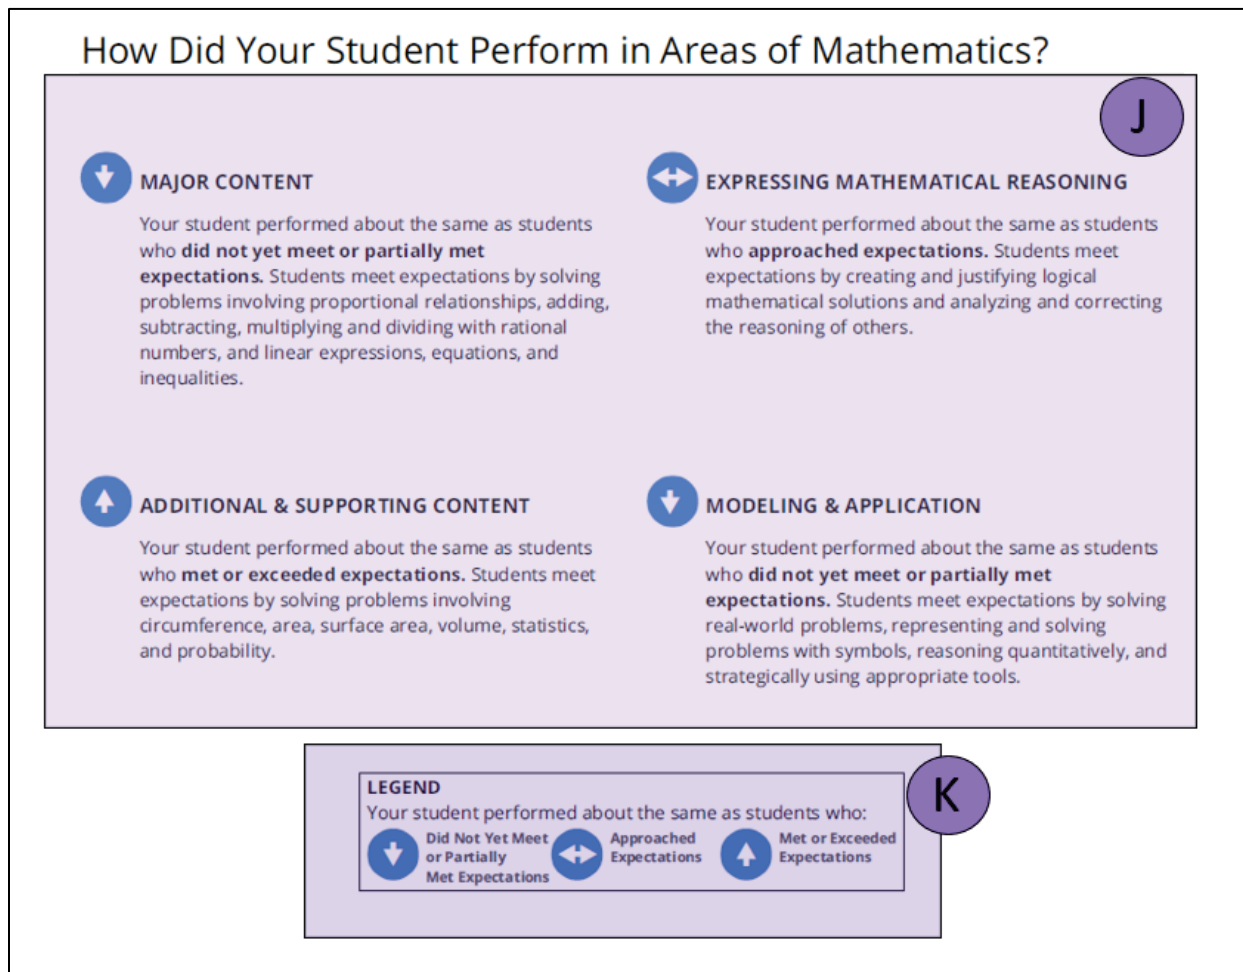 How Did Your Student Perform in Areas of Mathematics?
J
MAJOR CONTENT
Your student performed about the same as students
who did not yet meet or partially met
expectations. Students meet expectations by solving
problems involving proportional relationships, adding,
subtracting, multiplying and dividing with rational
numbers, and linear expressions, equations, and
inequalities.
EXPRESSING MATHEMATICAL REASONING
Your student performed about the same as students
who approached expectations. Students meet
expectations by creating and justifying logical
mathematical solutions and analyzing and correcting
the reasoning of others.
ADDITIONAL & SUPPORTING CONTENT
Your student performed about the same as students
who met or exceeded expectations. Students meet
expectations by solving problems involving
circumference, area, surface area, volume, statistics,
and probability.
MODELING & APPLICATION
Your student performed about the same as students
who did not yet meet or partially met
expectations. Students meet expectations by solving
real-world problems, representing and solving
problems with symbols, reasoning quantitatively, and
strategically using appropriate tools.
K
LEGEND
Your student performed about the same as students who:
Did Not Yet Meet
or Partially
Met Expectations
Approached
Expectations
Met or Exceeded
Expectations